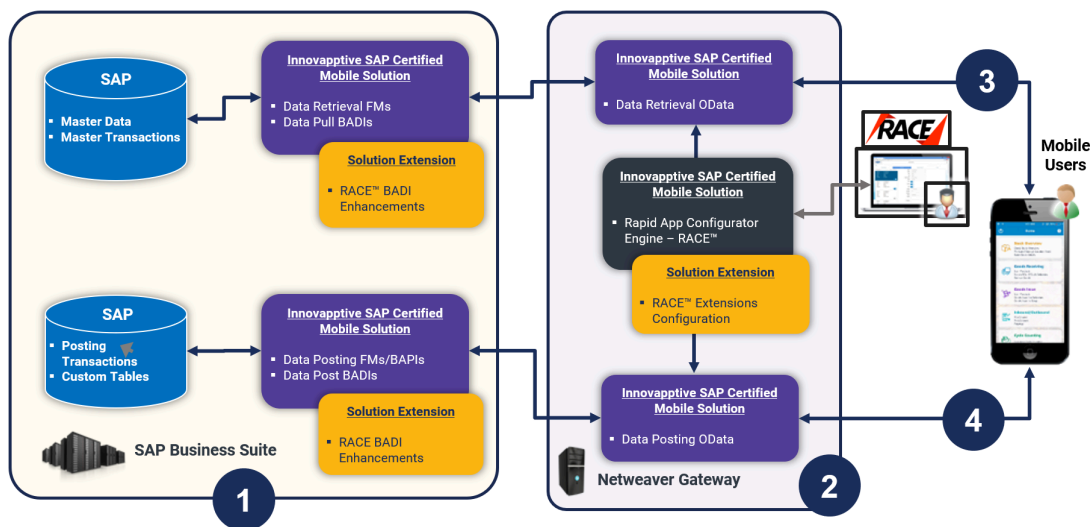 SAP
▪ Master Data
▪ Master Transactions
Innovapptive SAP Certified
Mobile Solution
▪ Data Retrieval FMs
▪ Data Pull BADIs
Solution Extension
▪ RACE™ BADI
Enhancements
SAP
▪ Posting
Transactions
▪ Custom Tables
Innovapptive SAP Certified
Mobile Solution
▪ Data Posting FMs/BAPIs
▪ Data Post BADIs
Solution Extension
▪ RACE BADI
Enhancements
SAP Business Suite
1
Innovapptive SAP Certified
Mobile Solution
▪ Data Retrieval OData
Innovapptive SAP Certified
Mobile Solution
▪ Rapid App Configurator
Engine – RACE™
Solution Extension
▪ RACE™ Extensions
Configuration
Innovapptive SAP Certified
Mobile Solution
▪ Data Posting OData
Netweaver Gateway
2
3
RACE
Mobile
Users
4